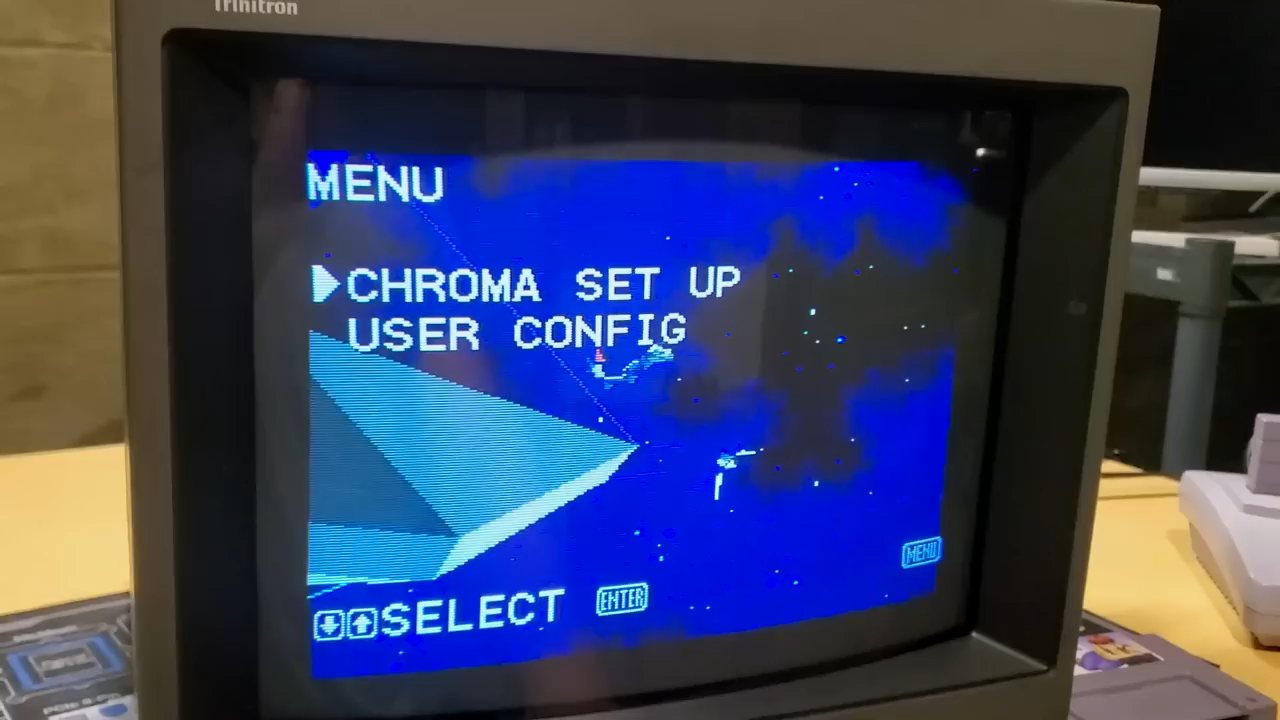 Trinitron
MENU
CHROMA SET UP
USER CONFIG
MENU
SELECT ENTER